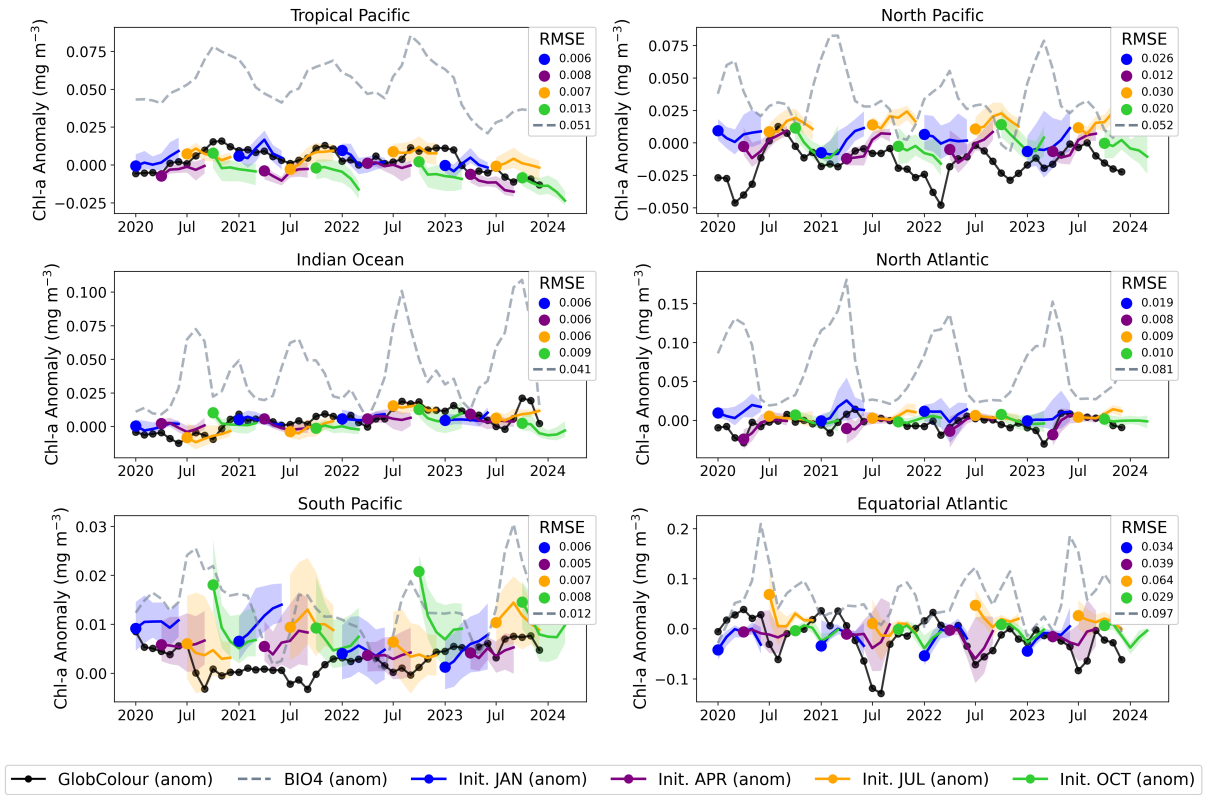 Tropical Pacific
Chl-a Anomaly (mg m⁻³)
0.075
0.050
0.025
0.000
−0.025
2020 Jul 2021 Jul 2022 Jul 2023 Jul 2024
RMSE
0.006
0.008
0.007
0.013
0.051
North Pacific
Chl-a Anomaly (mg m⁻³)
0.075
0.050
0.025
0.000
−0.025
−0.050
2020 Jul 2021 Jul 2022 Jul 2023 Jul 2024
RMSE
0.026
0.012
0.030
0.020
0.052
Indian Ocean
Chl-a Anomaly (mg m⁻³)
0.100
0.075
0.050
0.025
0.000
2020 Jul 2021 Jul 2022 Jul 2023 Jul 2024
RMSE
0.006
0.006
0.006
0.009
0.041
North Atlantic
Chl-a Anomaly (mg m⁻³)
0.15
0.10
0.05
0.00
2020 Jul 2021 Jul 2022 Jul 2023 Jul 2024
RMSE
0.019
0.008
0.009
0.010
0.081
South Pacific
Chl-a Anomaly (mg m⁻³)
0.03
0.02
0.01
0.00
2020 Jul 2021 Jul 2022 Jul 2023 Jul 2024
RMSE
0.006
0.005
0.007
0.008
0.012
Equatorial Atlantic
Chl-a Anomaly (mg m⁻³)
0.2
0.1
0.0
−0.1
2020 Jul 2021 Jul 2022 Jul 2023 Jul 2024
RMSE
0.034
0.039
0.064
0.029
0.097
GlobColour (anom) BIO4 (anom) Init. JAN (anom) Init. APR (anom) Init. JUL (anom) Init. OCT (anom)